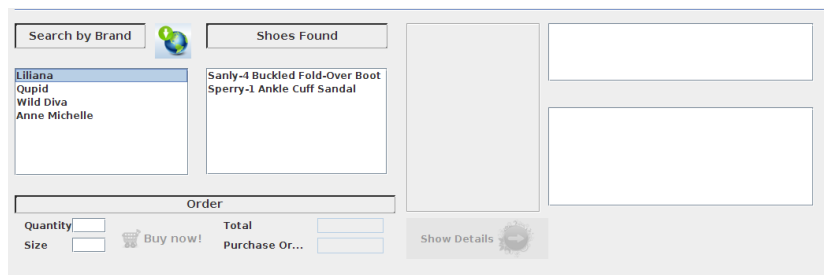 Search by Brand
Shoes Found
Liliana
Qupid
Wild Diva
Anne Michelle
Sanly-4 Buckled Fold-Over Boot
Sperry-1 Ankle Cuff Sandal
Order
Quantity
Size
Buy now!
Total
Purchase Or...
Show Details